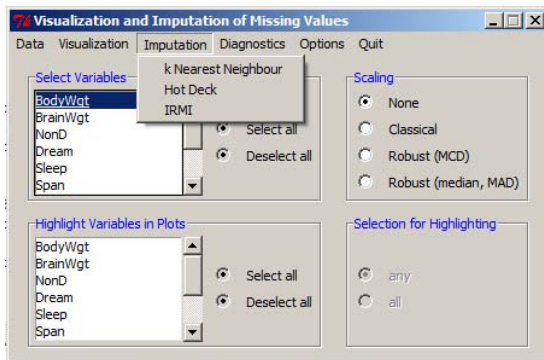 Visualization and Imputation of Missing Values
Data Visualization Imputation Diagnostics Options Quit
k Nearest Neighbour
Hot Deck
IRMI
Select Variables
BodyWgt
BrainWgt
NonD
Dream
Sleep
Span
Select all
Deselect all
Scaling
None
Classical
Robust (MCD)
Robust (median, MAD)
Highlight Variables in Plots
BodyWgt
BrainWgt
NonD
Dream
Sleep
Span
Select all
Deselect all
Selection for Highlighting
any
all